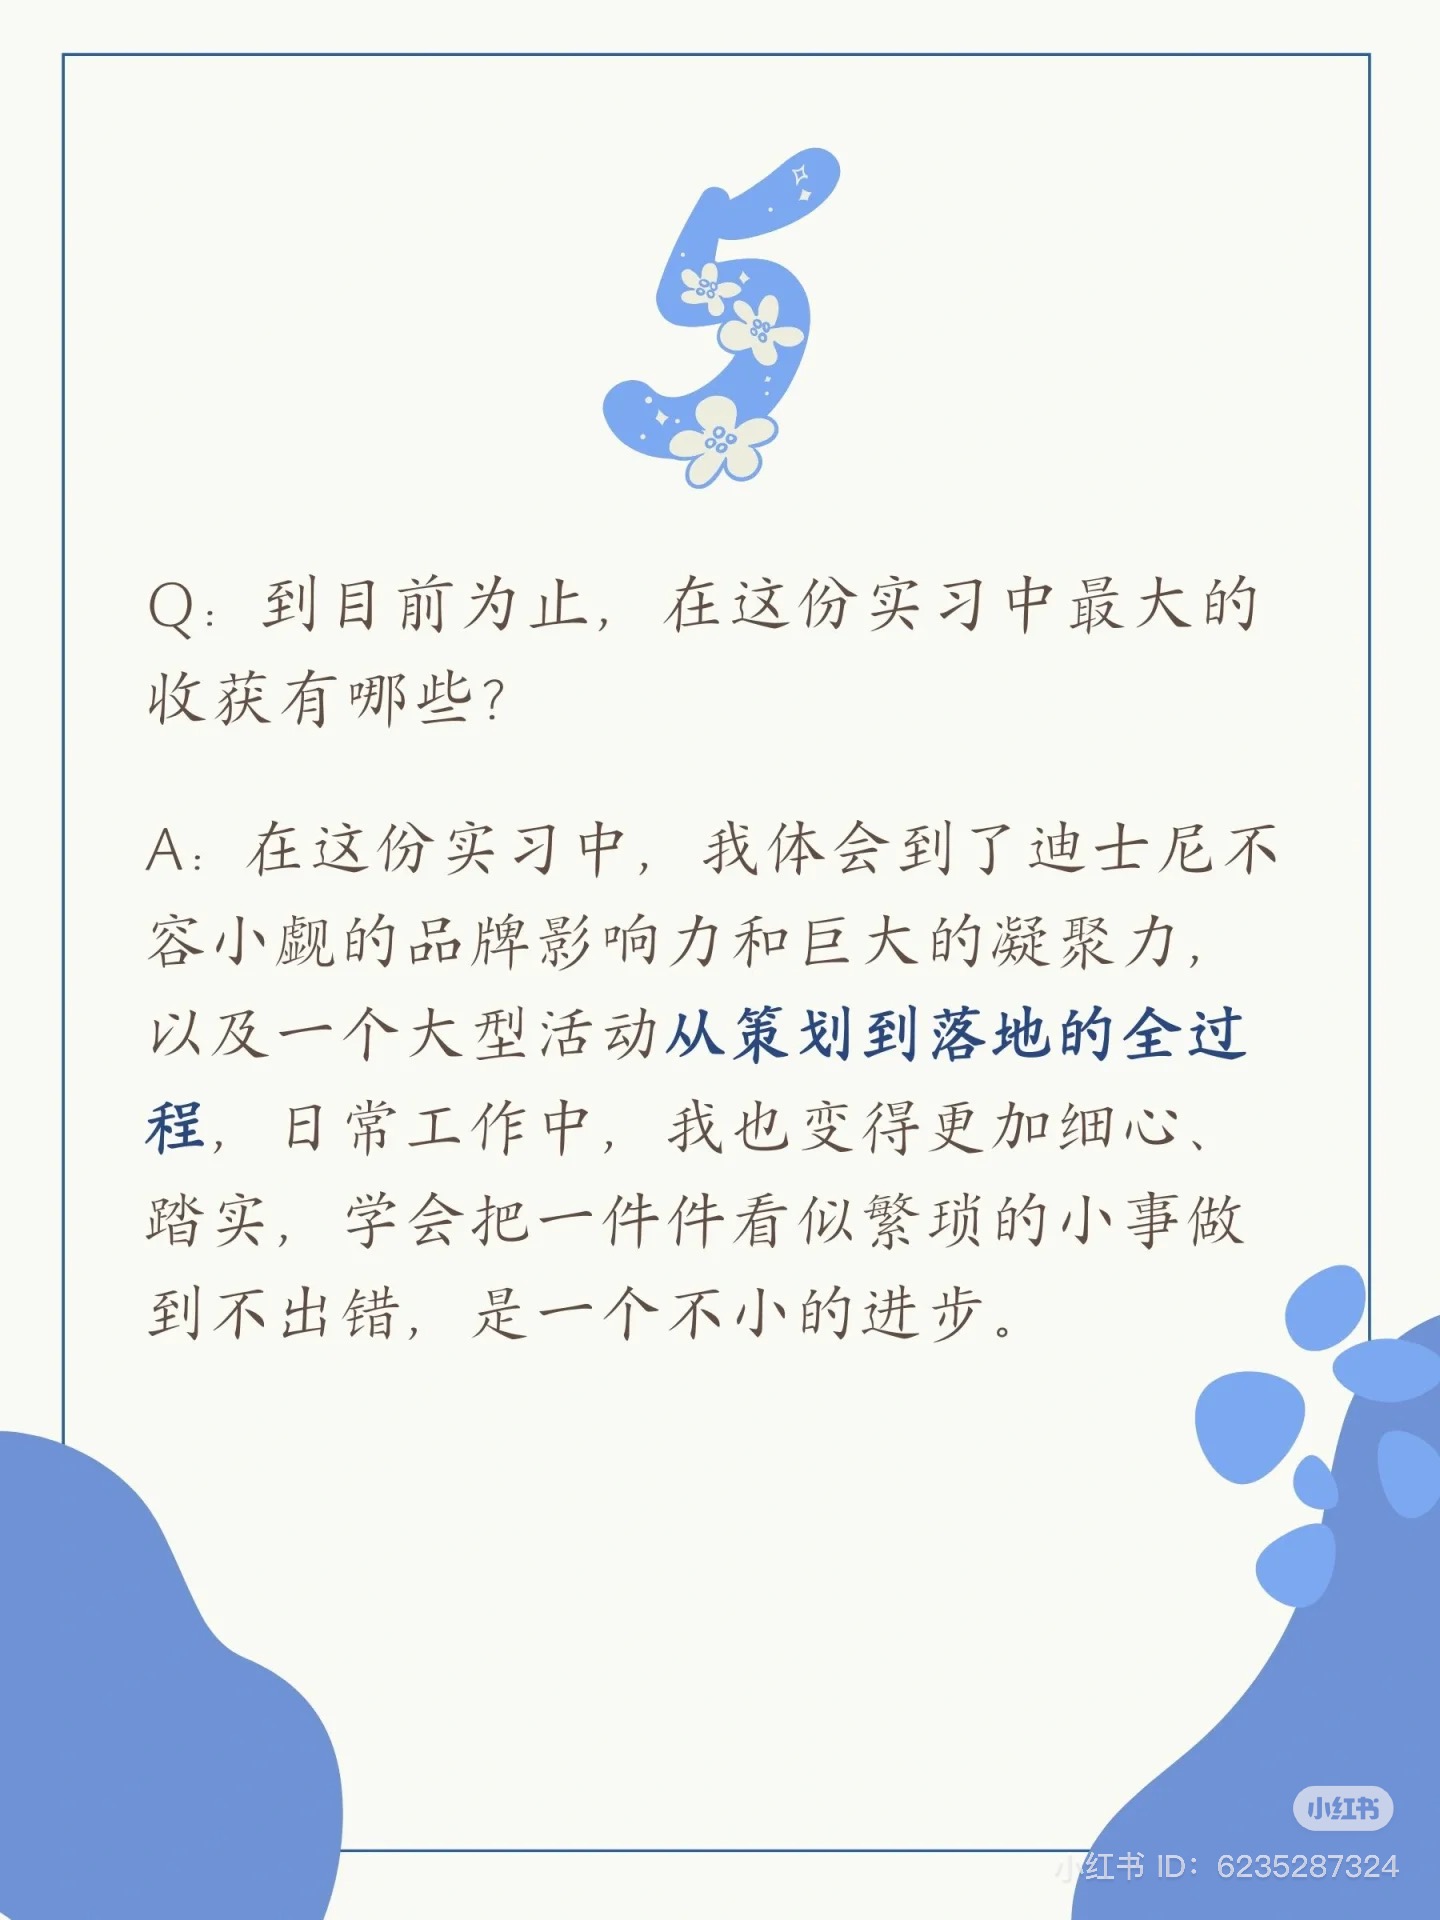 5
Q：到目前为止，在这份实习中最大的
收获有哪些？
A：在这份实习中，我体会到了迪士尼不
容小觑的品牌影响力和巨大的凝聚力，
以及一个大型活动从策划到落地的全过
程，日常工作中，我也变得更加细心、
踏实，学会把一件件看似繁琐的小事做
到不出错，是一个不小的进步。
小红书
小红书 ID：6235287324